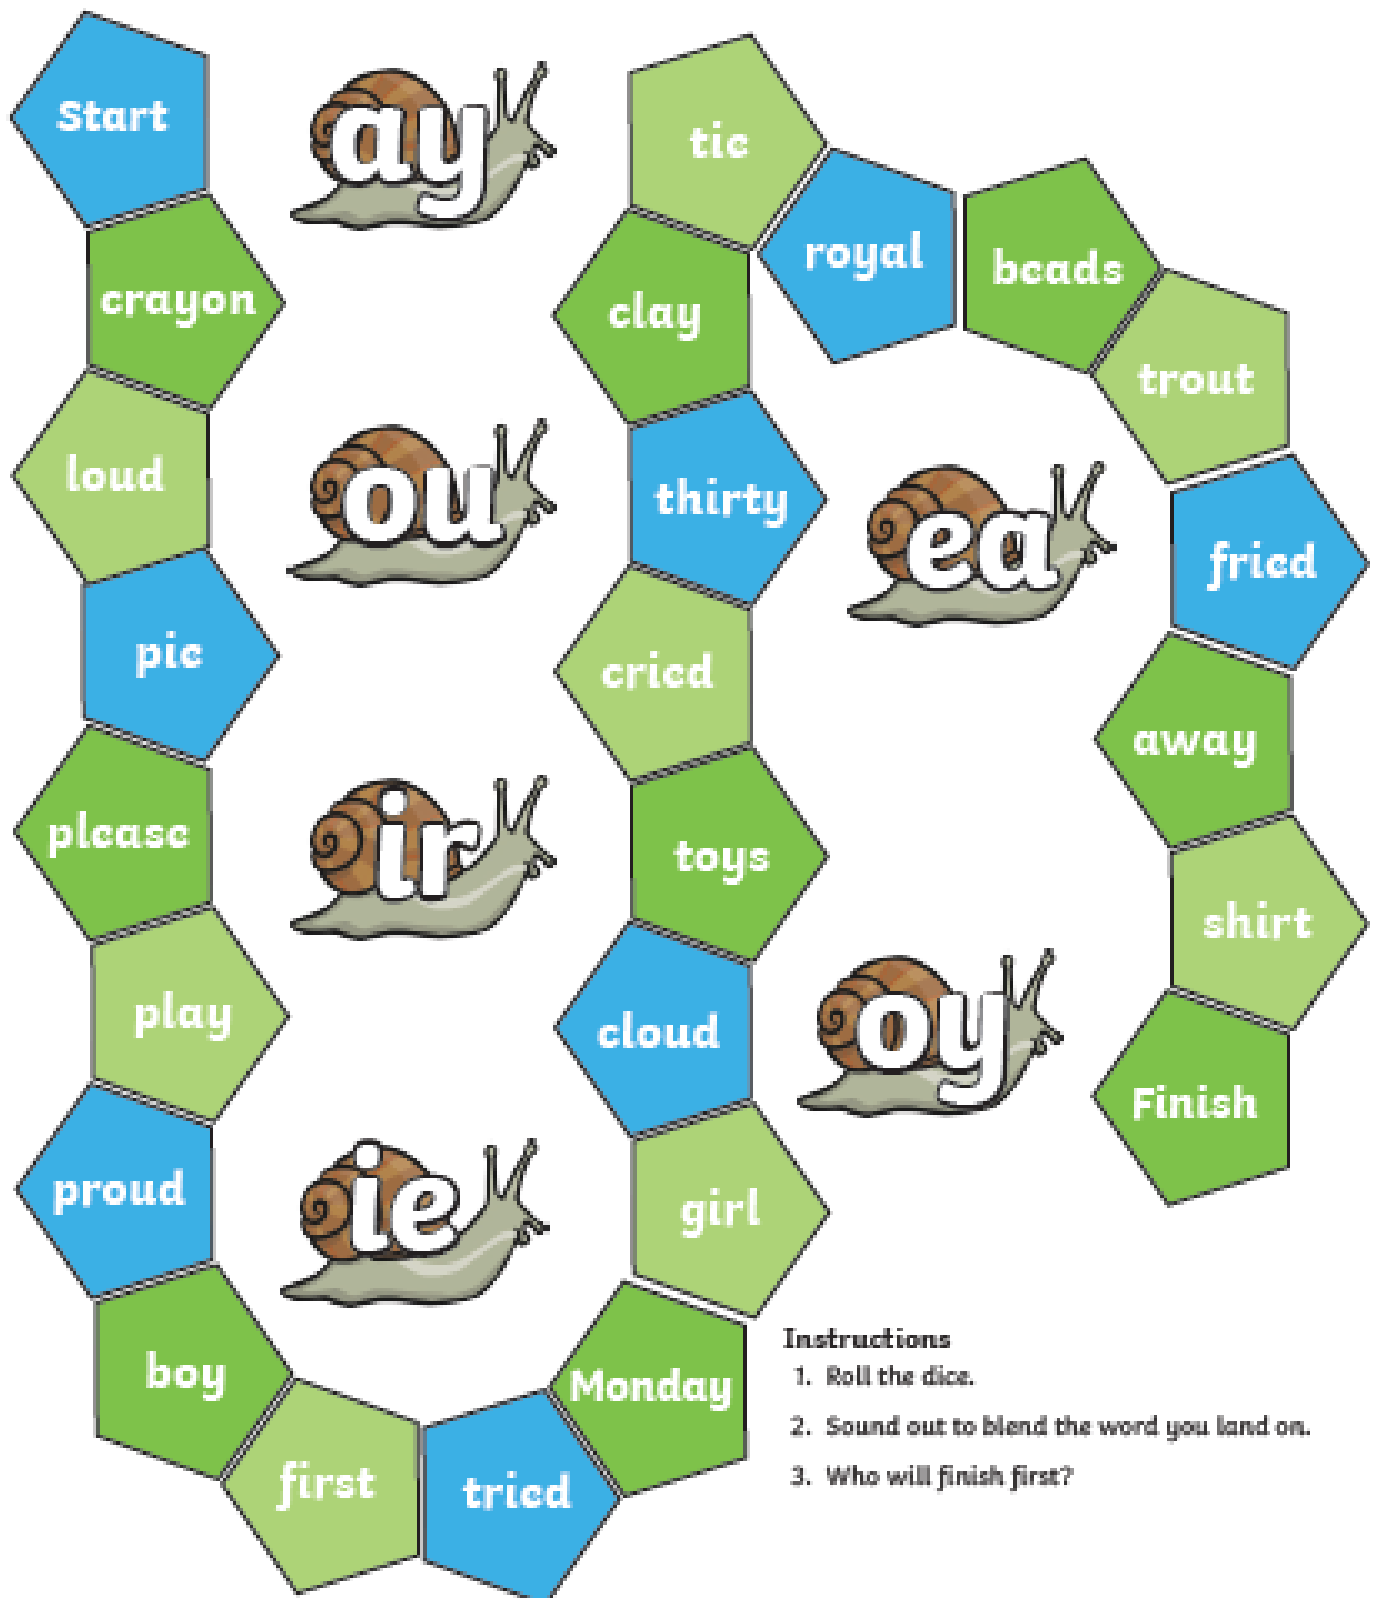 Start
crayon
loud
pie
please
play
proud
boy
first
tried
Monday
girl
cloud
toys
cried
thirty
clay
tie
royal
beads
trout
fried
away
shirt
Finish
ay
ou
ir
ie
ea
oy
Instructions
1. Roll the dice.
2. Sound out to blend the word you land on.
3. Who will finish first?